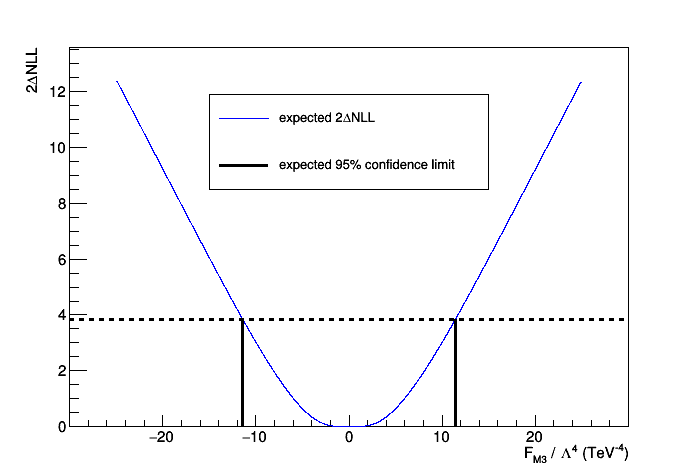 2ΔNLL
12
10
8
6
4
2
0
expected 2ΔNLL
expected 95% confidence limit
−20 −10 0 10 20
F_M3 / Λ^4 (TeV^-4)